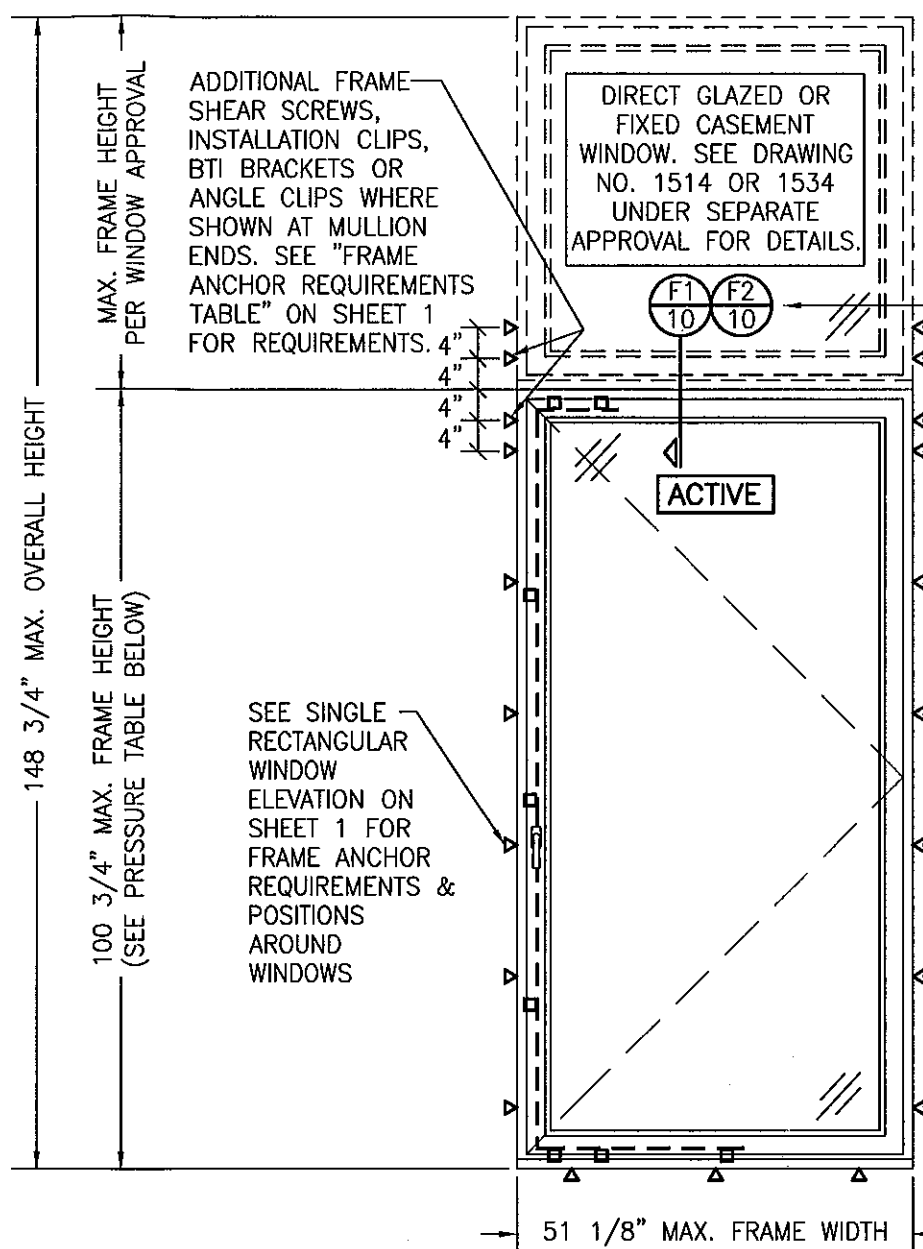 148 3/4" MAX. OVERALL HEIGHT
MAX. FRAME HEIGHT
PER WINDOW APPROVAL
100 3/4" MAX. FRAME HEIGHT
(SEE PRESSURE TABLE BELOW)
ADDITIONAL FRAME
SHEAR SCREWS,
INSTALLATION CLIPS,
BTI BRACKETS OR
ANGLE CLIPS WHERE
SHOWN AT MULLION
ENDS. SEE "FRAME
ANCHOR REQUIREMENTS
TABLE" ON SHEET 1
FOR REQUIREMENTS.
4"
4"
4"
4"
DIRECT GLAZED OR
FIXED CASEMENT
WINDOW. SEE DRAWING
NO. 1514 OR 1534
UNDER SEPARATE
APPROVAL FOR DETAILS.
F1 F2
10 10
ACTIVE
SEE SINGLE
RECTANGULAR
WINDOW
ELEVATION ON
SHEET 1 FOR
FRAME ANCHOR
REQUIREMENTS &
POSITIONS
AROUND
WINDOWS
51 1/8" MAX. FRAME WIDTH